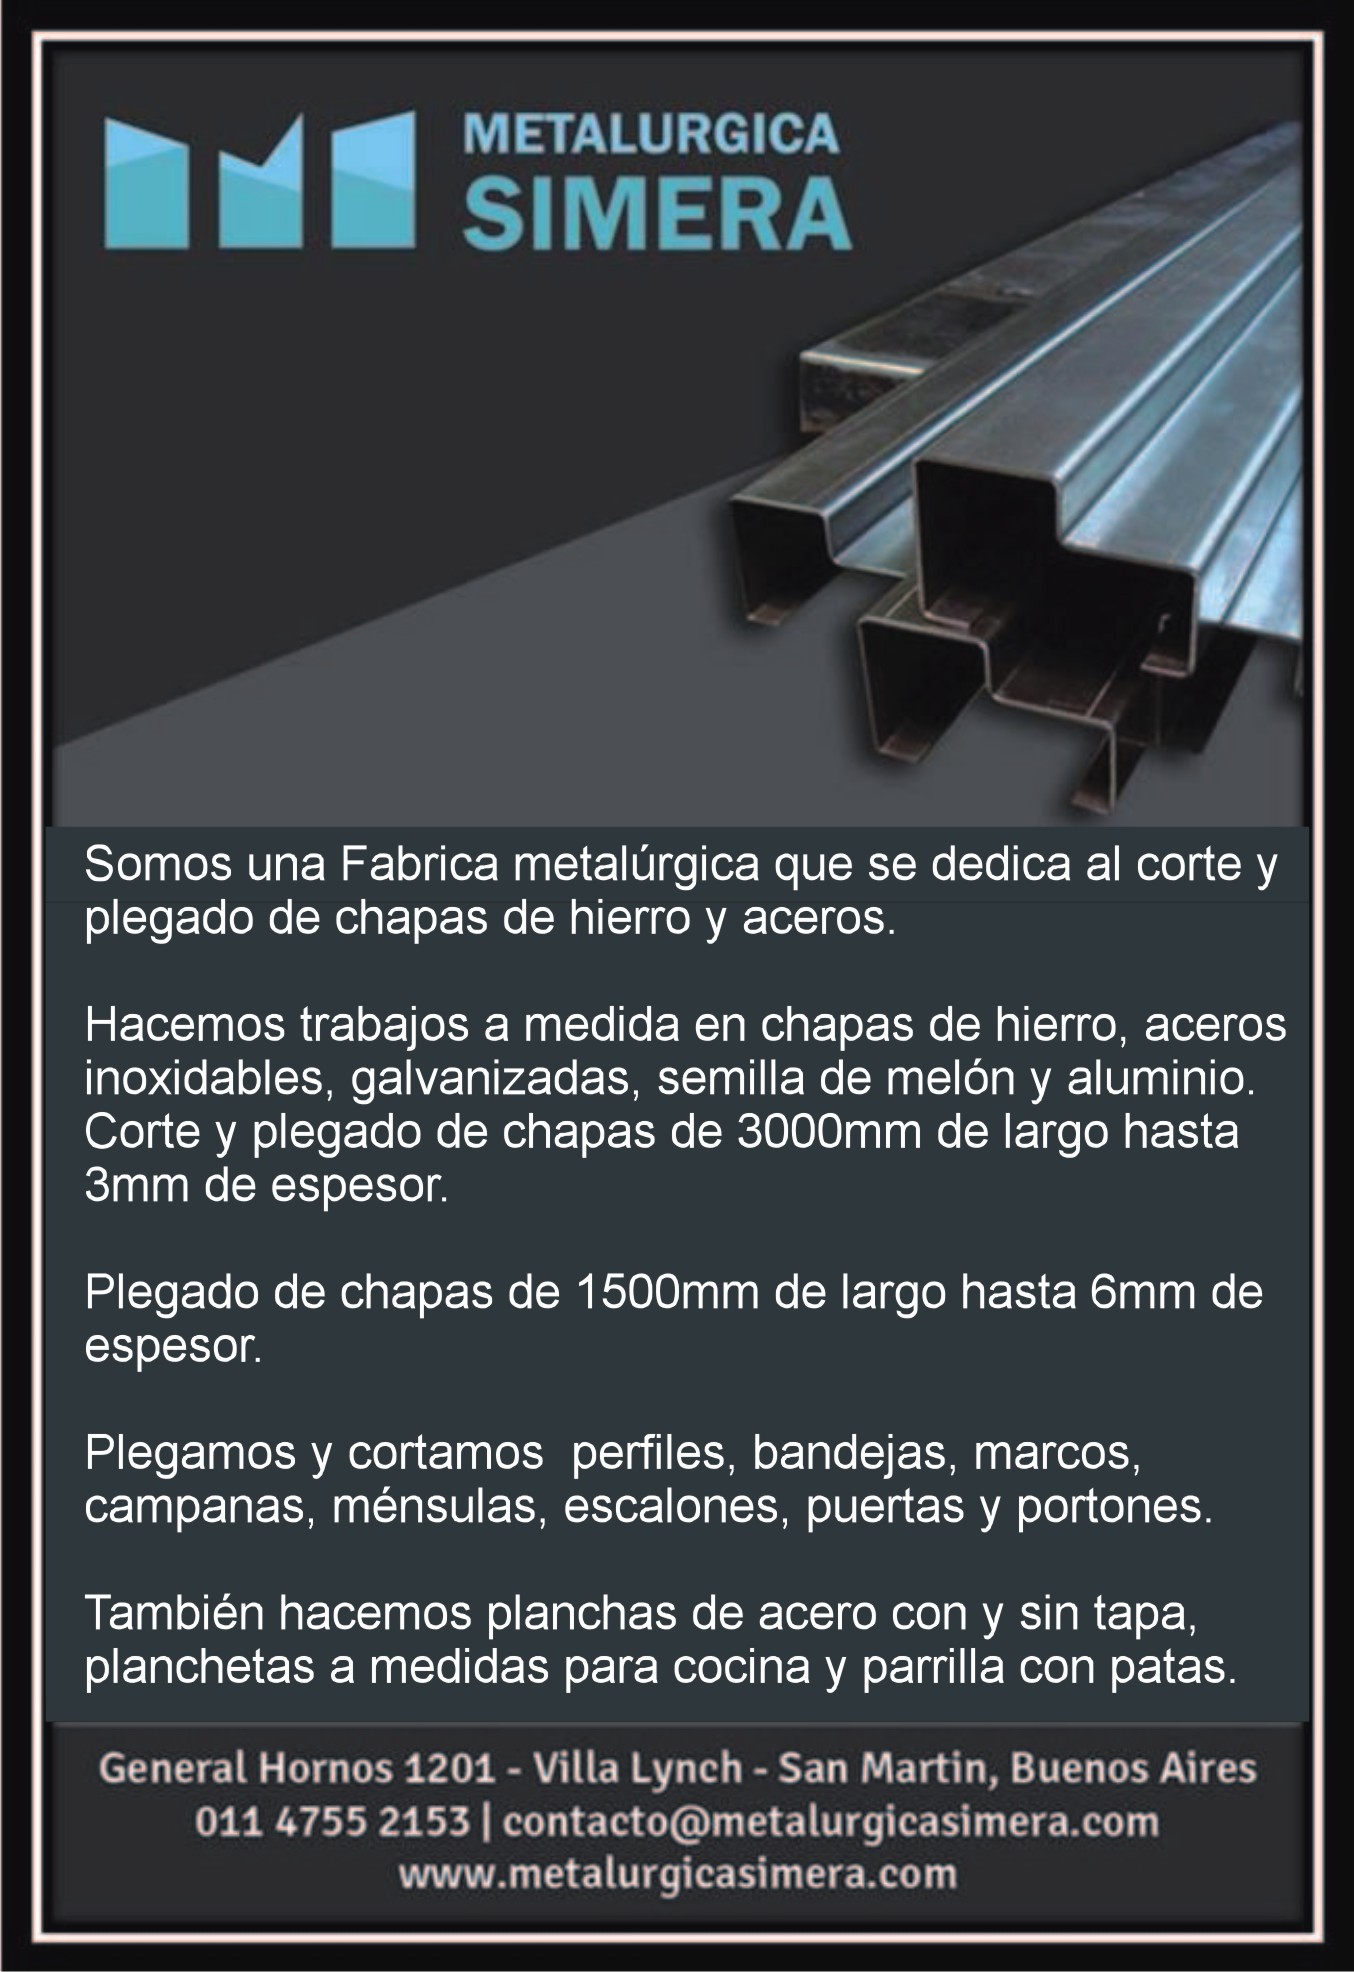 METALURGICA
SIMERA
Somos una Fabrica metalúrgica que se dedica al corte y
plegado de chapas de hierro y aceros.
Hacemos trabajos a medida en chapas de hierro, aceros
inoxidables, galvanizadas, semilla de melón y aluminio.
Corte y plegado de chapas de 3000mm de largo hasta
3mm de espesor.
Plegado de chapas de 1500mm de largo hasta 6mm de
espesor.
Plegamos y cortamos  perfiles, bandejas, marcos,
campanas, ménsulas, escalones, puertas y portones.
También hacemos planchas de acero con y sin tapa,
planchetas a medidas para cocina y parrilla con patas.
General Hornos 1201 - Villa Lynch - San Martin, Buenos Aires
011 4755 2153 | contacto@metalurgicasimera.com
www.metalurgicasimera.com